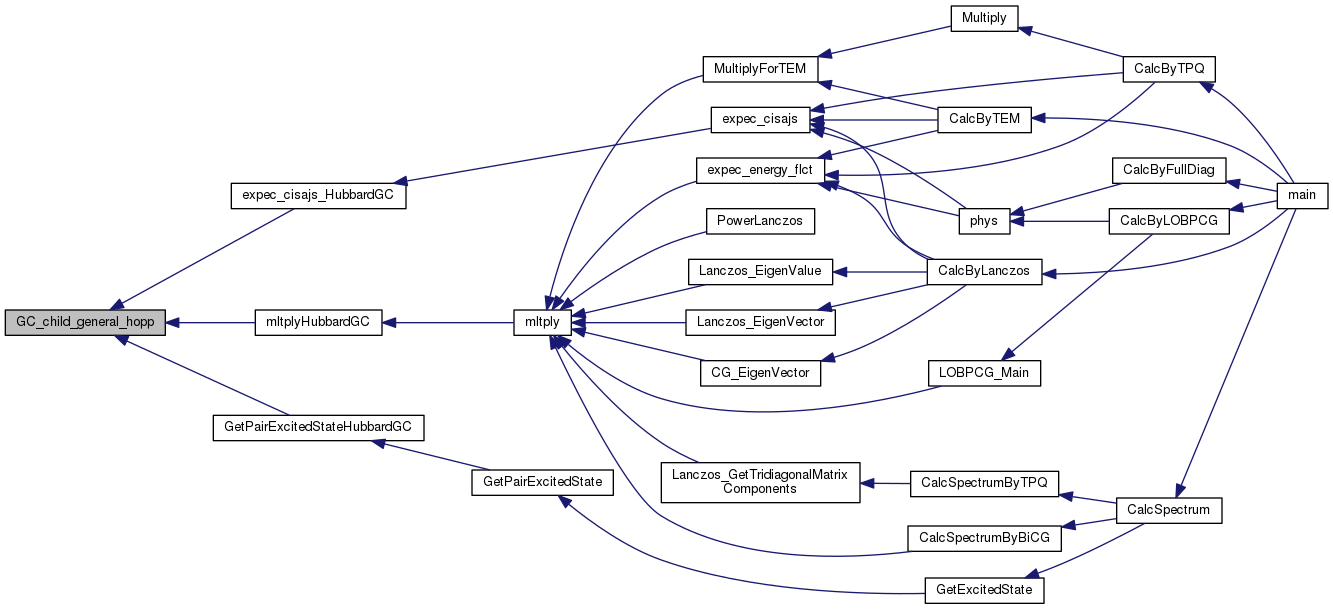 Multiply
MultiplyForTEM
CalcByTPQ
expec_cisajs
CalcByTEM
expec_energy_flct
CalcByFullDiag
expec_cisajs_HubbardGC
main
PowerLanczos
phys
CalcByLOBPCG
Lanczos_EigenValue
CalcByLanczos
GC_child_general_hopp
mltplyHubbardGC
mltply
Lanczos_EigenVector
CG_EigenVector
LOBPCG_Main
GetPairExcitedStateHubbardGC
GetPairExcitedState
Lanczos_GetTridiagonalMatrix
Components
CalcSpectrumByTPQ
CalcSpectrum
CalcSpectrumByBiCG
GetExcitedState